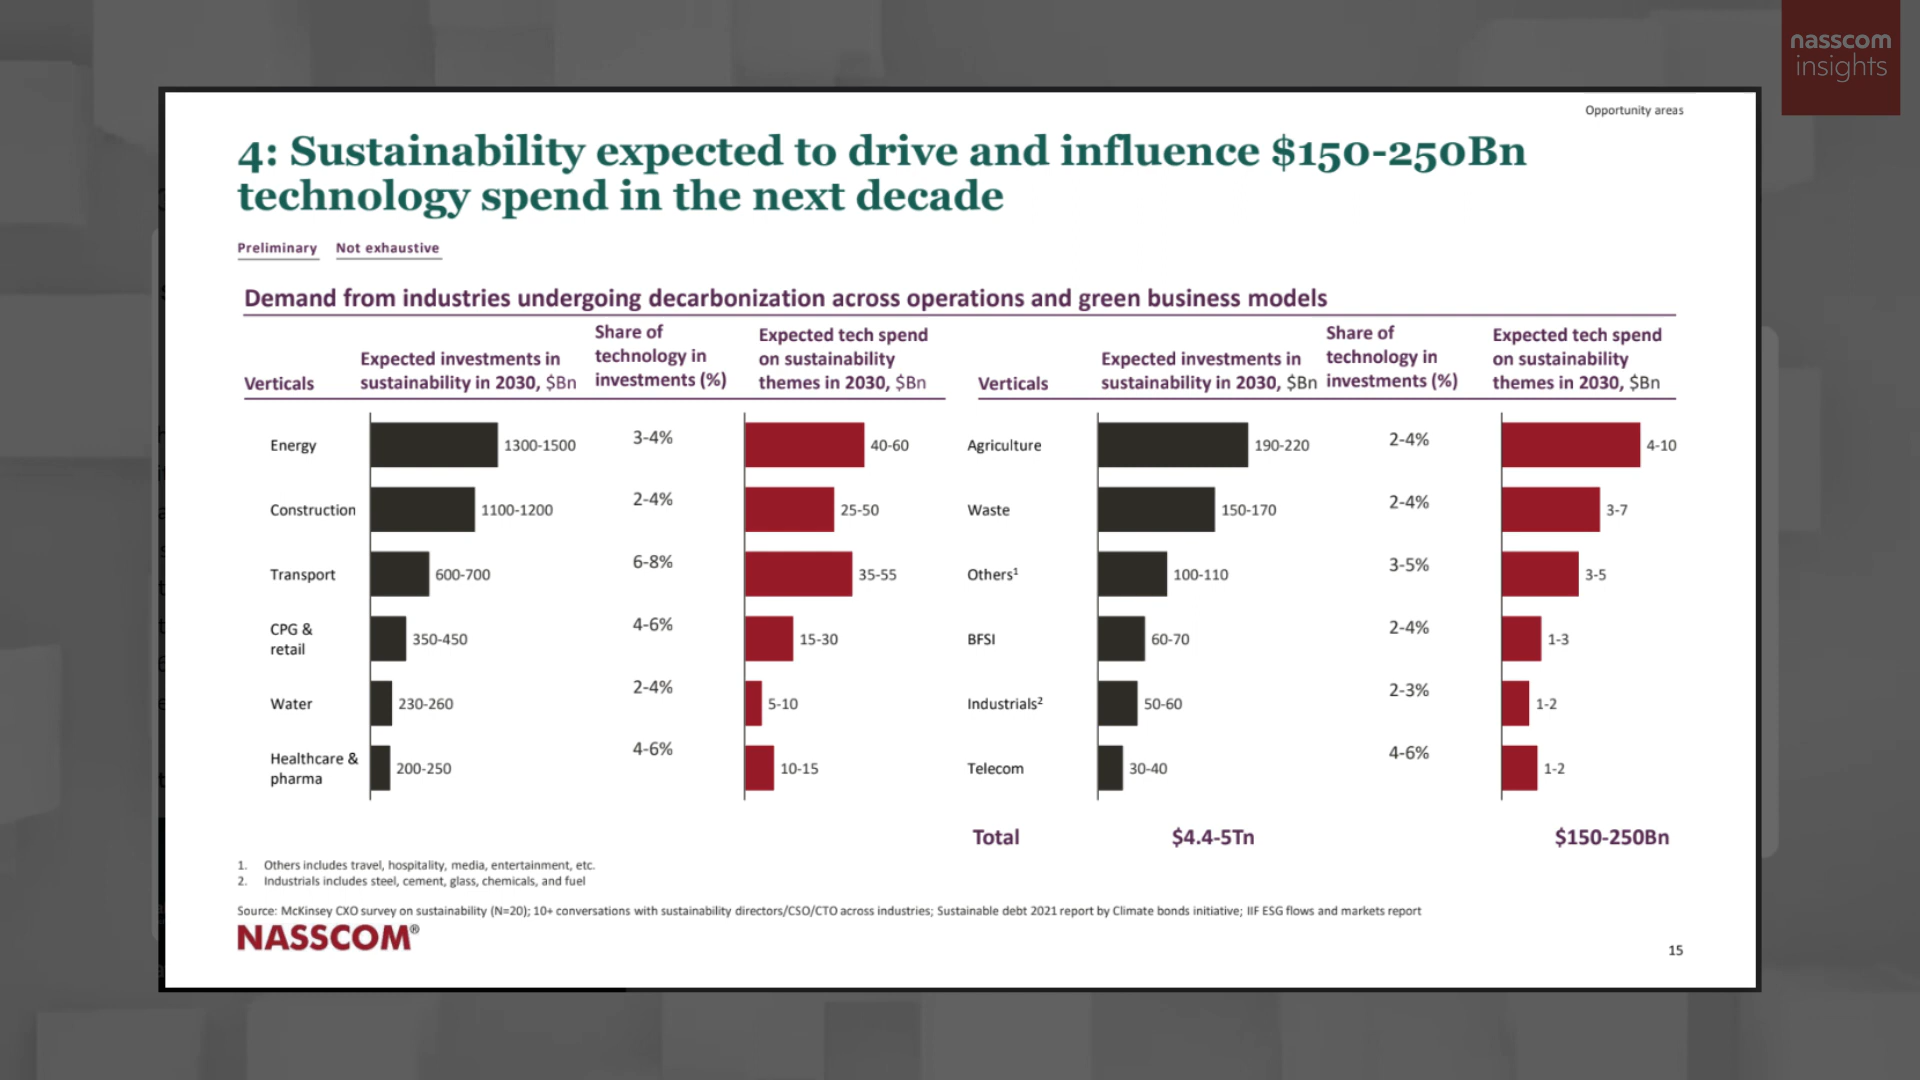 nasscom
insights
Opportunity areas
4: Sustainability expected to drive and influence $150-250Bn
technology spend in the next decade
Preliminary Not exhaustive
Demand from industries undergoing decarbonization across operations and green business models
Verticals
Expected investments in
sustainability in 2030, $Bn
Share of
technology in
investments (%)
Expected tech spend
on sustainability
themes in 2030, $Bn
Energy 1300-1500 3-4% 40-60
Construction 1100-1200 2-4% 25-50
Transport 600-700 6-8% 35-55
CPG &
retail 350-450 4-6% 15-30
Water 230-260 2-4% 5-10
Healthcare &
pharma 200-250 4-6% 10-15
Verticals
Expected investments in
sustainability in 2030, $Bn
Share of
technology in
investments (%)
Expected tech spend
on sustainability
themes in 2030, $Bn
Agriculture 190-220 2-4% 4-10
Waste 150-170 2-4% 3-7
Others¹ 100-110 3-5% 3-5
BFSI 60-70 2-4% 1-3
Industrials² 50-60 2-3% 1-2
Telecom 30-40 4-6% 1-2
Total $4.4-5Tn $150-250Bn
1. Others includes travel, hospitality, media, entertainment, etc.
2. Industrials includes steel, cement, glass, chemicals, and fuel
Source: McKinsey CXO survey on sustainability (N=20); 10+ conversations with sustainability directors/CSO/CTO across industries; Sustainable debt 2021 report by Climate bonds initiative; IIF ESG flows and markets report
NASSCOM®
15